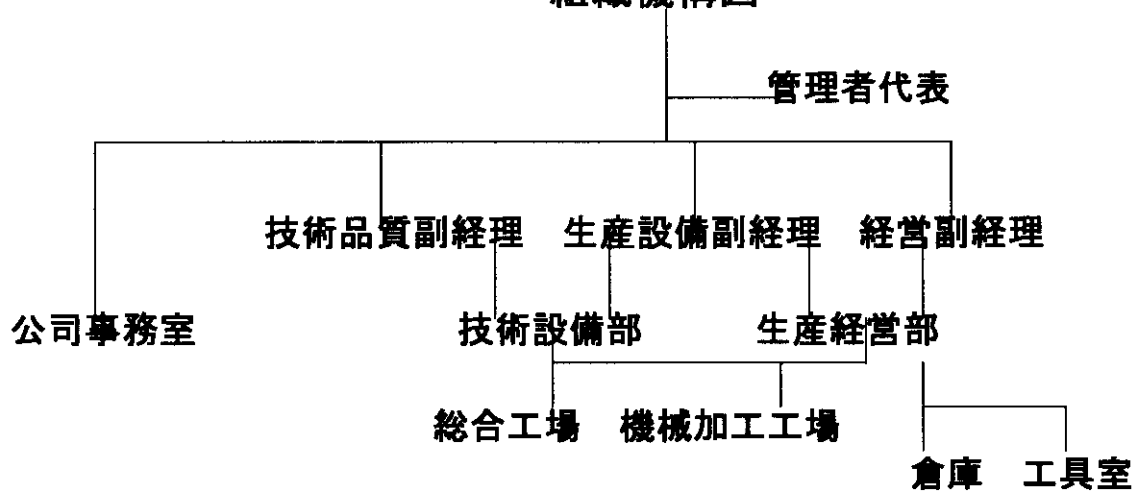 管理者代表
技術品質副経理 生産設備副経理 経営副経理
公司事務室 技術設備部 生産経営部
総合工場 機械加工工場
倉庫 工具室